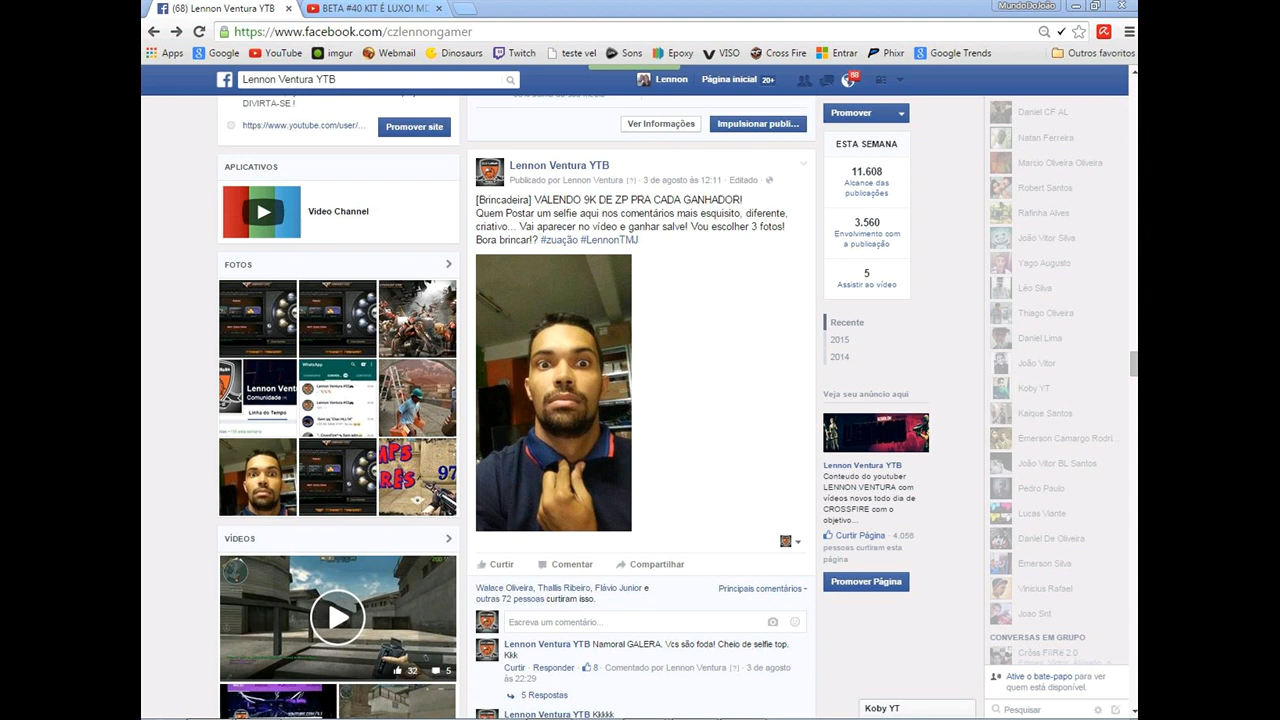 (68) Lennon Ventura YTB
BETA #40 KIT É LUXO! MD
MundoDoJoão
https://www.facebook.com/czlennongamer
Apps
Google
YouTube
imgur
Webmail
Dinosaurs
Twitch
teste vel
Sons
Epoxy
VISO
Cross Fire
Entrar
Phixr
Google Trends
Outros favoritos
Lennon Ventura YTB
Lennon
Página inicial 20+
68
DIVIRTA-SE !
https://www.youtube.com/user/...
Promover site
APLICATIVOS
Video Channel
FOTOS
WhatsApp
Lennon Vent
Comunidade
Linha do Tempo
97
VÍDEOS
32
5
Ver Informações
Impulsionar publi...
Lennon Ventura YTB
Publicado por Lennon Ventura [?] · 3 de agosto às 12:11 · Editado ·
[Brincadeira] VALENDO 9K DE ZP PRA CADA GANHADOR!
Quem Postar um selfie aqui nos comentários mais esquisito, diferente,
criativo... Vai aparecer no vídeo e ganhar salve! Vou escolher 3 fotos!
Bora brincar!? #zuação #LennonTMJ
Curtir
Comentar
Compartilhar
Walace Oliveira, Thallis Ribeiro, Flávio Junior e
outras 72 pessoas curtiram isso.
Principais comentários
Escreva um comentário...
Lennon Ventura YTB Namoral GALERA. Vcs são foda! Cheio de selfie top.
Kkk
Curtir · Responder · 8 · Comentado por Lennon Ventura [?] · 3 de agosto
às 22:29
5 Respostas
Lennon Ventura YTB Kkkkk
Promover
ESTA SEMANA
11.608
Alcance das
publicações
3.560
Envolvimento com
a publicação
5
Assistir ao vídeo
Recente
2015
2014
Veja seu anúncio aqui
Lennon Ventura YTB
Conteudo do youtuber
LENNON VENTURA com
vídeos novos todo dia de
CROSSFIRE com o
objetivo...
Curtir Página · 4.056
pessoas curtiram esta
página
Promover Página
Koby YT
Daniel CF AL
Natan Ferreira
Marcio Oliveira Oliveira
Robert Santos
Rafinha Alves
João Vitor Silva
Yago Augusto
Léo Silva
Thiago Oliveira
Daniel Lima
João Vitor
Koby YT
Kaique Santos
Emerson Camargo Rodri...
João Vitor BL Santos
Pedro Paulo
Lucas Viante
Daniel De Oliveira
Emerson Silva
Vinicius Rafael
Joao Snt
CONVERSAS EM GRUPO
Crôss FiiRe 2.0
Ative o bate-papo para ver
quem está disponível.
Pesquisar